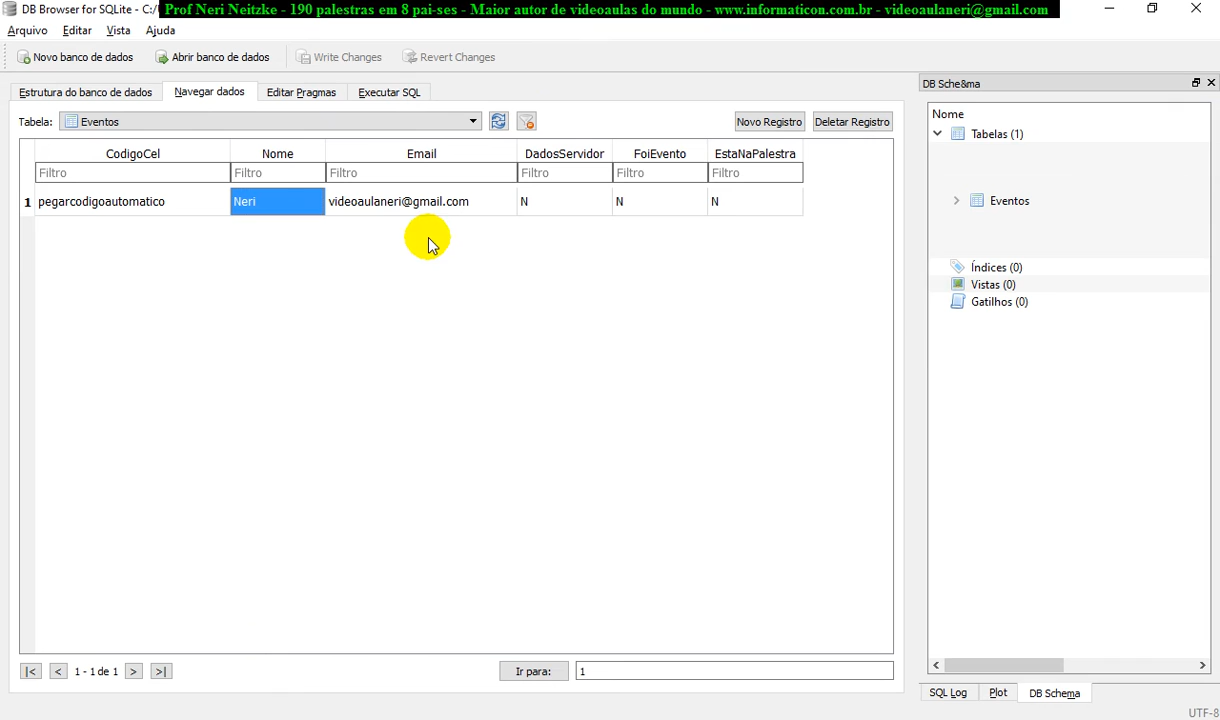 DB Browser for SQLite - C:/
Prof Neri Neitzke - 190 palestras em 8 pai-ses - Maior autor de videoaulas do mundo - www.informaticon.com.br - videoaulaneri@gmail.com
Arquivo Editar Vista Ajuda
Novo banco de dados Abrir banco de dados Write Changes Revert Changes
Estrutura do banco de dados Navegar dados Editar Pragmas Executar SQL
Tabela: Eventos Novo Registro Deletar Registro
CodigoCel Nome Email DadosServidor FoiEvento EstaNaPalestra
Filtro Filtro Filtro Filtro Filtro Filtro
1 pegarcodigoautomatico Neri videoaulaneri@gmail.com N N N
|< < 1 - 1 de 1 > >| Ir para: 1
DB Sche&ma
Nome
Tabelas (1)
Eventos
Índices (0)
Vistas (0)
Gatilhos (0)
SQL Log Plot DB Schema
UTF-8